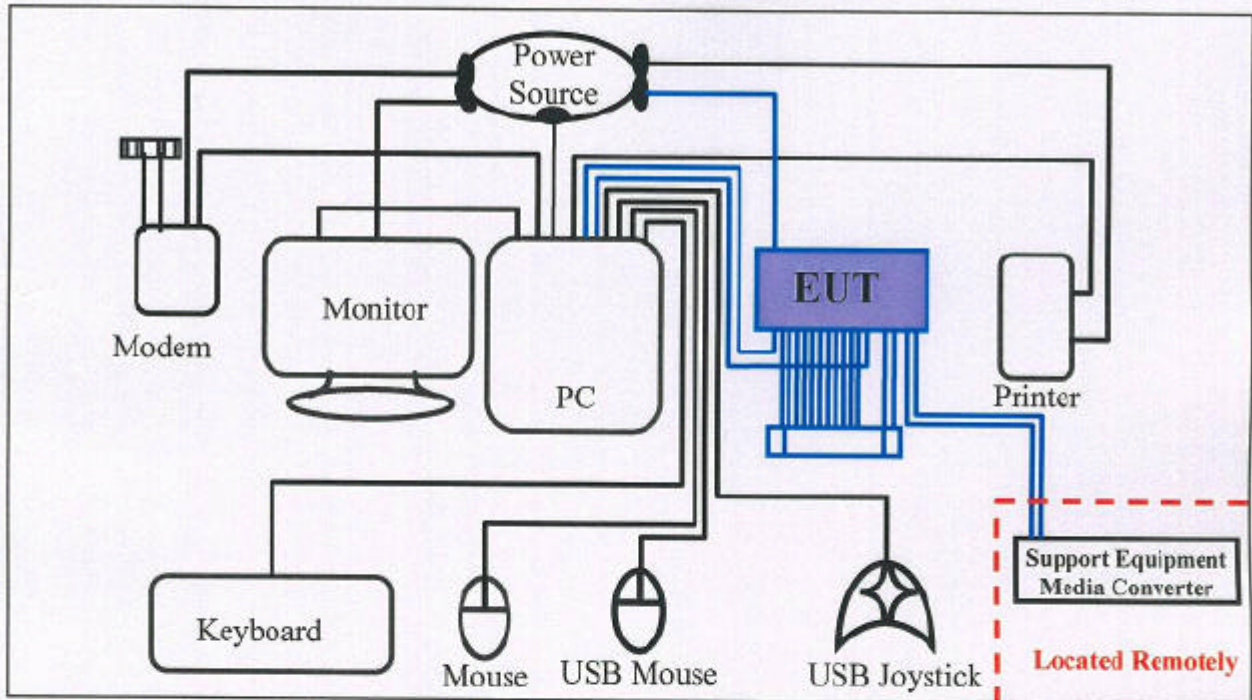 Power
Source
EUT
Monitor
Modem
PC
Printer
Support Equipment
Media Converter
Keyboard
Mouse
USB Mouse
USB Joystick
Located Remotely